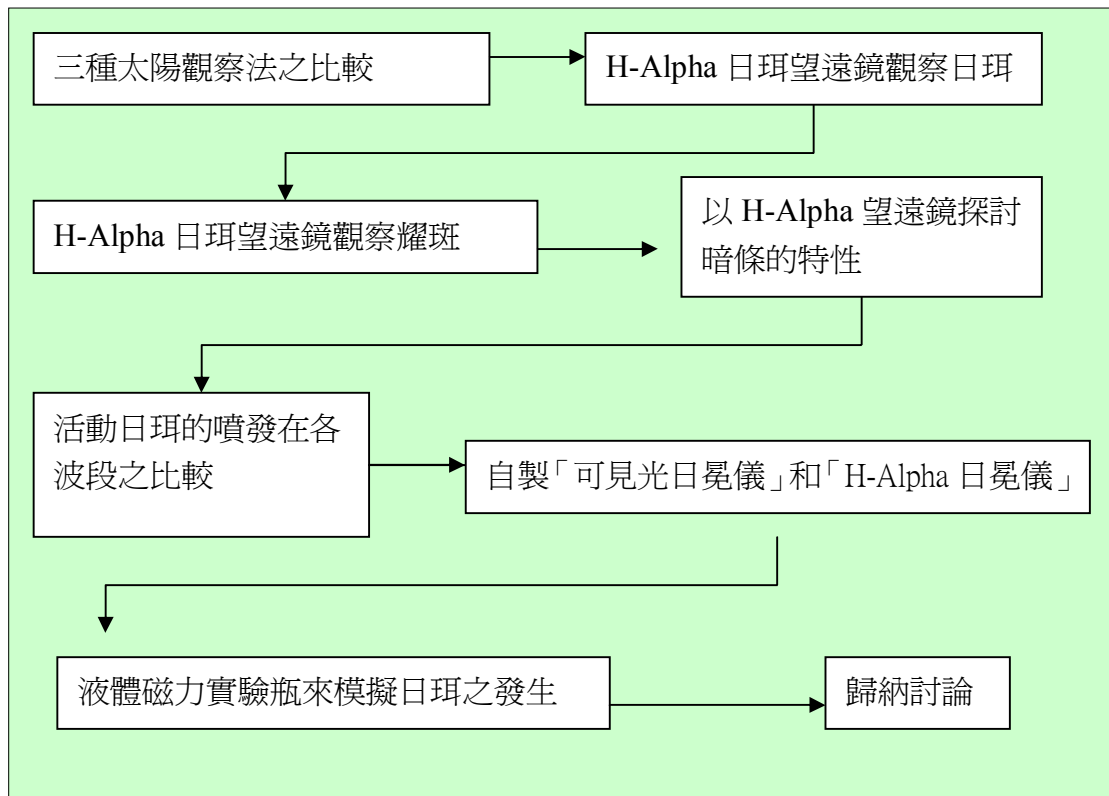 三種太陽觀察法之比較
H-Alpha 日珥望遠鏡觀察日珥
H-Alpha 日珥望遠鏡觀察耀斑
以 H-Alpha 望遠鏡探討
暗條的特性
活動日珥的噴發在各
波段之比較
自製「可見光日冕儀」和「H-Alpha 日冕儀」
液體磁力實驗瓶來模擬日珥之發生
歸納討論